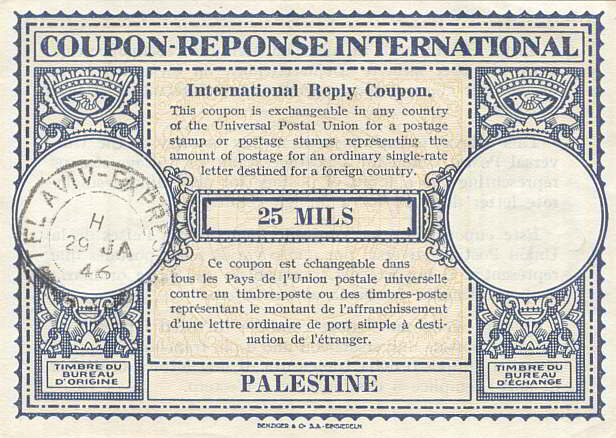 COUPON-REPONSE INTERNATIONAL
International Reply Coupon.
This coupon is exchangeable in any country
of the Universal Postal Union for a postage
stamp or postage stamps representing the
amount of postage for an ordinary single-rate
letter destined for a foreign country.
25 MILS
Ce coupon est échangeable dans
tous les Pays de l'Union postale universelle
contre un timbre-poste ou des timbres-poste
représentant le montant de l'affranchissement
d'une lettre ordinaire de port simple à desti-
nation de l'étranger.
TEL AVIV-EXPRE
H
29 JA
46
TIMBRE DU
BUREAU
D'ORIGINE
PALESTINE
TIMBRE DU
BUREAU
D'ÉCHANGE
BENZIGER & Co S.A.-EINSIEDELN